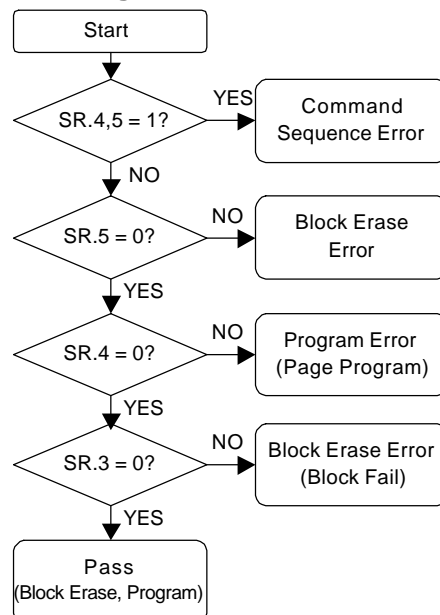 Start
SR.4,5 = 1?
YES
Command
Sequence Error
NO
SR.5 = 0?
NO
Block Erase
Error
YES
SR.4 = 0?
NO
Program Error
(Page Program)
YES
SR.3 = 0?
NO
Block Erase Error
(Block Fail)
YES
Pass
(Block Erase, Program)